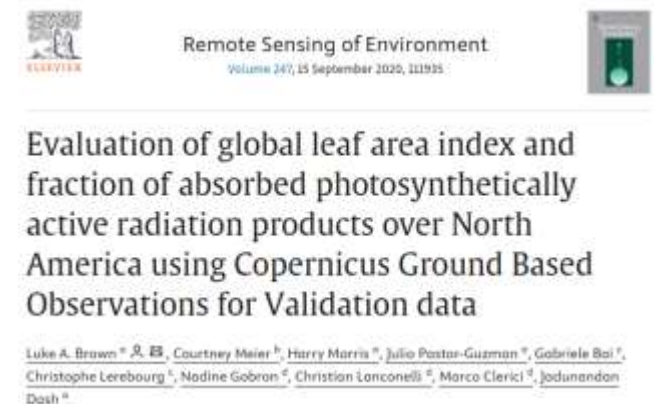 ELSEVIER
Remote Sensing of Environment
Volume 247, 15 September 2020, 111935
Evaluation of global leaf area index and
fraction of absorbed photosynthetically
active radiation products over North
America using Copernicus Ground Based
Observations for Validation data
Luke A. Brown ᵃ, Courtney Meier ᵇ, Harry Morris ᵃ, Julio Pastor-Guzman ᵃ, Gabriele Bai ᶜ,
Christophe Lerebourg ᶜ, Nadine Gobron ᵈ, Christian Lanconelli ᵈ, Marco Clerici ᵈ, Jadunandan
Dash ᵃ